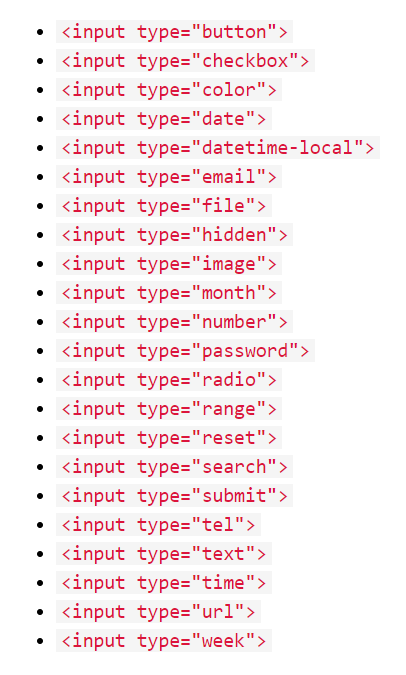 <input type="button">
<input type="checkbox">
<input type="color">
<input type="date">
<input type="datetime-local">
<input type="email">
<input type="file">
<input type="hidden">
<input type="image">
<input type="month">
<input type="number">
<input type="password">
<input type="radio">
<input type="range">
<input type="reset">
<input type="search">
<input type="submit">
<input type="tel">
<input type="text">
<input type="time">
<input type="url">
<input type="week">